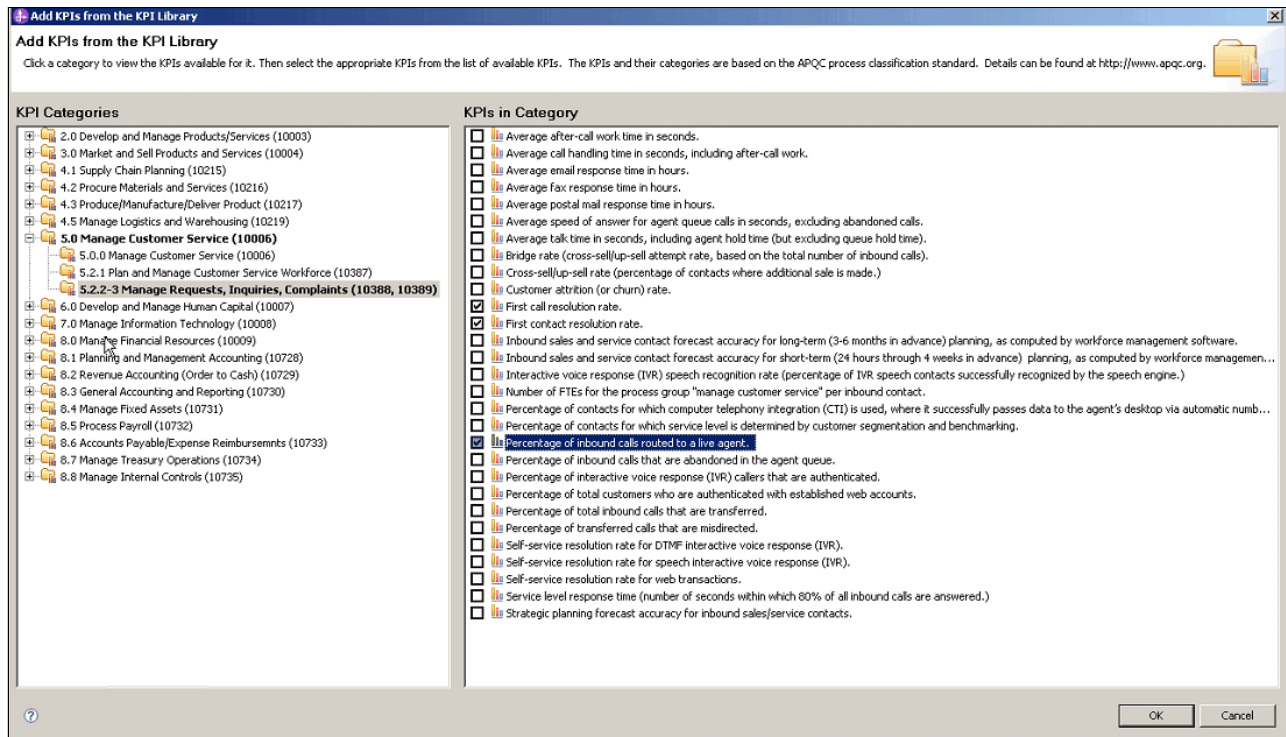 Add KPIs from the KPI Library
Add KPIs from the KPI Library
Click a category to view the KPIs available for it. Then select the appropriate KPIs from the list of available KPIs. The KPIs and their categories are based on the APQC process classification standard. Details can be found at http://www.apqc.org.
KPI Categories
2.0 Develop and Manage Products/Services (10003)
3.0 Market and Sell Products and Services (10004)
4.1 Supply Chain Planning (10215)
4.2 Procure Materials and Services (10216)
4.3 Produce/Manufacture/Deliver Product (10217)
4.5 Manage Logistics and Warehousing (10219)
5.0 Manage Customer Service (10006)
5.0.0 Manage Customer Service (10006)
5.2.1 Plan and Manage Customer Service Workforce (10387)
5.2.2-3 Manage Requests, Inquiries, Complaints (10388, 10389)
6.0 Develop and Manage Human Capital (10007)
7.0 Manage Information Technology (10008)
8.0 Manage Financial Resources (10009)
8.1 Planning and Management Accounting (10728)
8.2 Revenue Accounting (Order to Cash) (10729)
8.3 General Accounting and Reporting (10730)
8.4 Manage Fixed Assets (10731)
8.5 Process Payroll (10732)
8.6 Accounts Payable/Expense Reimbursemnts (10733)
8.7 Manage Treasury Operations (10734)
8.8 Manage Internal Controls (10735)
KPIs in Category
Average after-call work time in seconds.
Average call handling time in seconds, including after-call work.
Average email response time in hours.
Average fax response time in hours.
Average postal mail response time in hours.
Average speed of answer for agent queue calls in seconds, excluding abandoned calls.
Average talk time in seconds, including agent hold time (but excluding queue hold time).
Bridge rate (cross-sell/up-sell attempt rate, based on the total number of inbound calls).
Cross-sell/up-sell rate (percentage of contacts where additional sale is made.)
Customer attrition (or churn) rate.
First call resolution rate.
First contact resolution rate.
Inbound sales and service contact forecast accuracy for long-term (3-6 months in advance) planning, as computed by workforce management software.
Inbound sales and service contact forecast accuracy for short-term (24 hours through 4 weeks in advance) planning, as computed by workforce managemen...
Interactive voice response (IVR) speech recognition rate (percentage of IVR speech contacts successfully recognized by the speech engine.)
Number of FTEs for the process group "manage customer service" per inbound contact.
Percentage of contacts for which computer telephony integration (CTI) is used, where it successfully passes data to the agent's desktop via automatic numb...
Percentage of contacts for which service level is determined by customer segmentation and benchmarking.
Percentage of inbound calls routed to a live agent.
Percentage of inbound calls that are abandoned in the agent queue.
Percentage of interactive voice response (IVR) callers that are authenticated.
Percentage of total customers who are authenticated with established web accounts.
Percentage of total inbound calls that are transferred.
Percentage of transferred calls that are misdirected.
Self-service resolution rate for DTMF interactive voice response (IVR).
Self-service resolution rate for speech interactive voice response (IVR).
Self-service resolution rate for web transactions.
Service level response time (number of seconds within which 80% of all inbound calls are answered.)
Strategic planning forecast accuracy for inbound sales/service contacts.
OK
Cancel